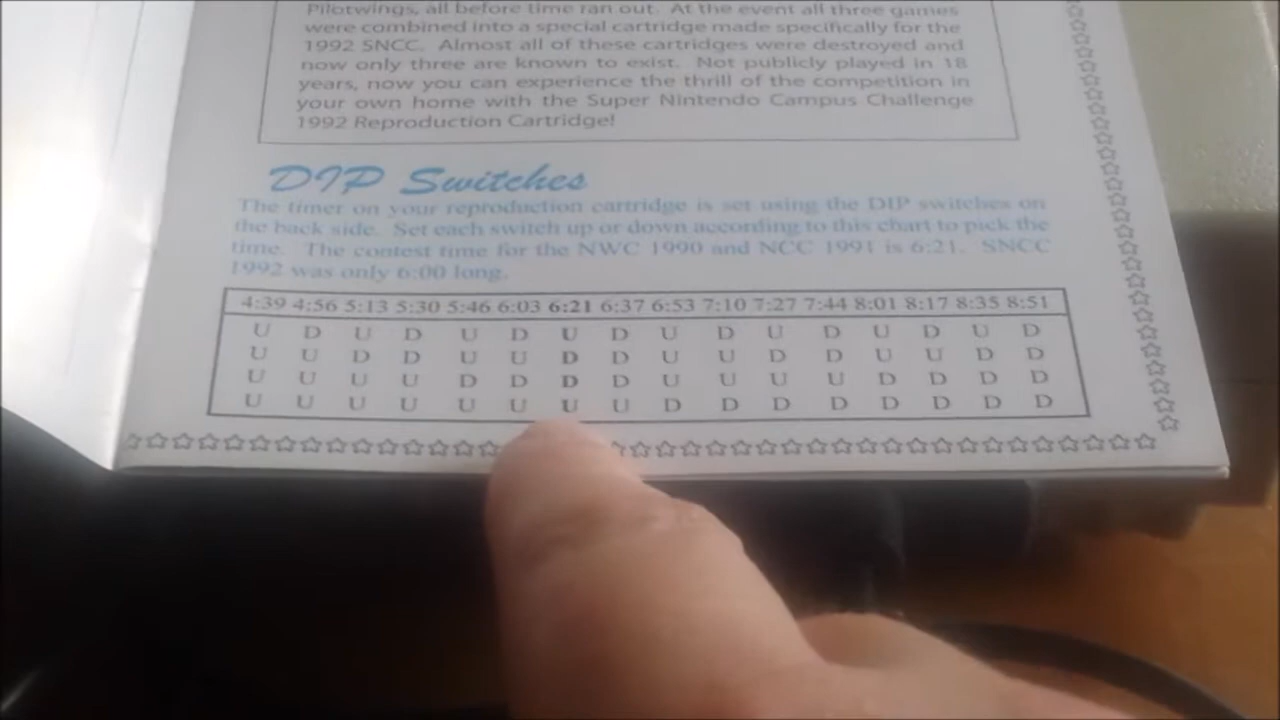 Pilotwings, all before time ran out. At the event all three games
were combined into a special cartridge made specifically for the
1992 SNCC. Almost all of these cartridges were destroyed and
now only three are known to exist. Not publicly played in 18
years, now you can experience the thrill of the competition in
your own home with the Super Nintendo Campus Challenge
1992 Reproduction Cartridge!
DIP Switches
The timer on your reproduction cartridge is set using the DIP switches on
the back side. Set each switch up or down according to this chart to pick the
time. The contest time for the NWC 1990 and NCC 1991 is 6:21. SNCC
1992 was only 6:00 long.
4:39 4:56 5:13 5:30 5:46 6:03 6:21 6:37 6:53 7:10 7:27 7:44 8:01 8:17 8:35 8:51
U D U D U D U D U D U D U D U D
U U D D U U D D U U D D U U D D
U U U U D D D D U U U U D D D D
U U U U U U U U D D D D D D D D